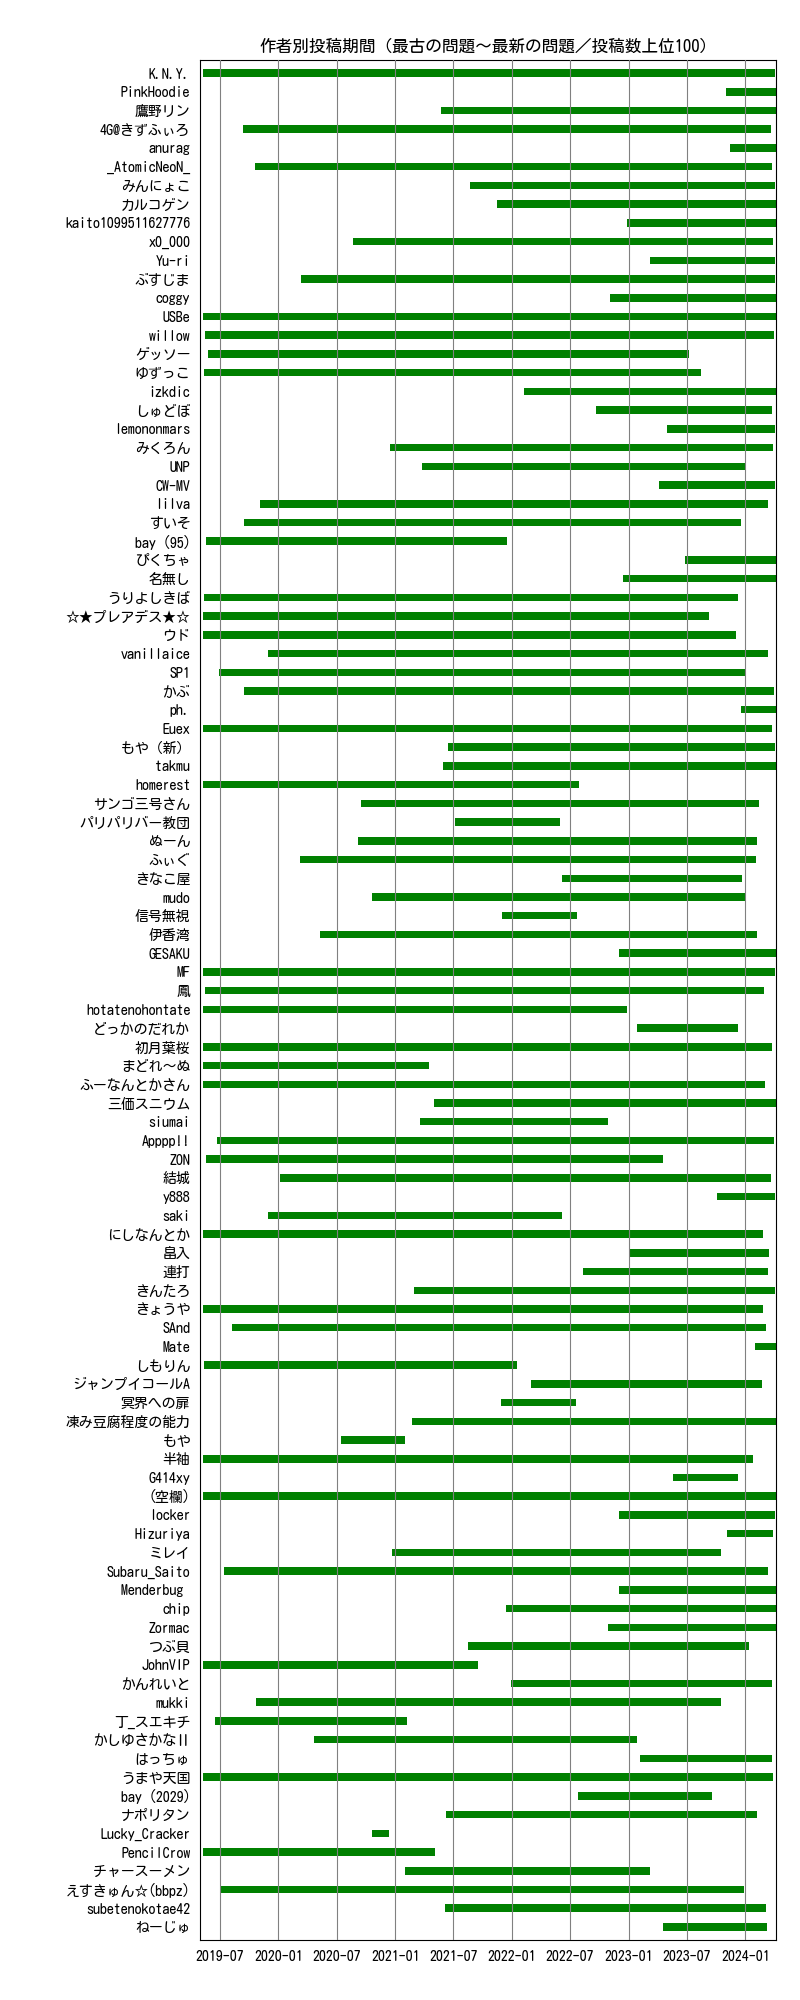 作者別投稿期間（最古の問題～最新の問題／投稿数上位100）
K.N.Y.
PinkHoodie
鷹野リン
4G@きずふぃろ
anurag
_AtomicNeoN_
みんにょこ
カルコゲン
kaito1099511627776
x0_000
Yu-ri
ぶすじま
coggy
USBe
willow
ゲッソー
ゆずっこ
izkdic
しゅどぼ
lemononmars
みくろん
UNP
CW-MV
lilva
すいそ
bay (95)
ぴくちゃ
名無し
うりよしきば
☆★プレアデス★☆
ウド
vanillaice
SP1
かぶ
ph.
Euex
もや（新）
takmu
homerest
サンゴ三号さん
パリパリバー教団
ぬーん
ふぃぐ
きなこ屋
mudo
信号無視
伊香湾
GESAKU
MF
鳳
hotatenohontate
どっかのだれか
初月葉桜
まどれ～ぬ
ふーなんとかさん
三価スニウム
siumai
Appppll
ZON
結城
y888
saki
にしなんとか
畠入
連打
きんたろ
きょうや
SAnd
Mate
しもりん
ジャンプイコールA
冥界への扉
凍み豆腐程度の能力
もや
半袖
G414xy
(空欄)
locker
Hizuriya
ミレイ
Subaru_Saito
Menderbug
chip
Zormac
つぶ貝
JohnVIP
かんれいと
mukki
丁_スエキチ
かしゆさかなII
はっちゅ
うまや天国
bay (2029)
ナポリタン
Lucky_Cracker
PencilCrow
チャースーメン
えすきゅん☆(bbpz)
subetenokotae42
ねーじゅ
2019-07 2020-01 2020-07 2021-01 2021-07 2022-01 2022-07 2023-01 2023-07 2024-01